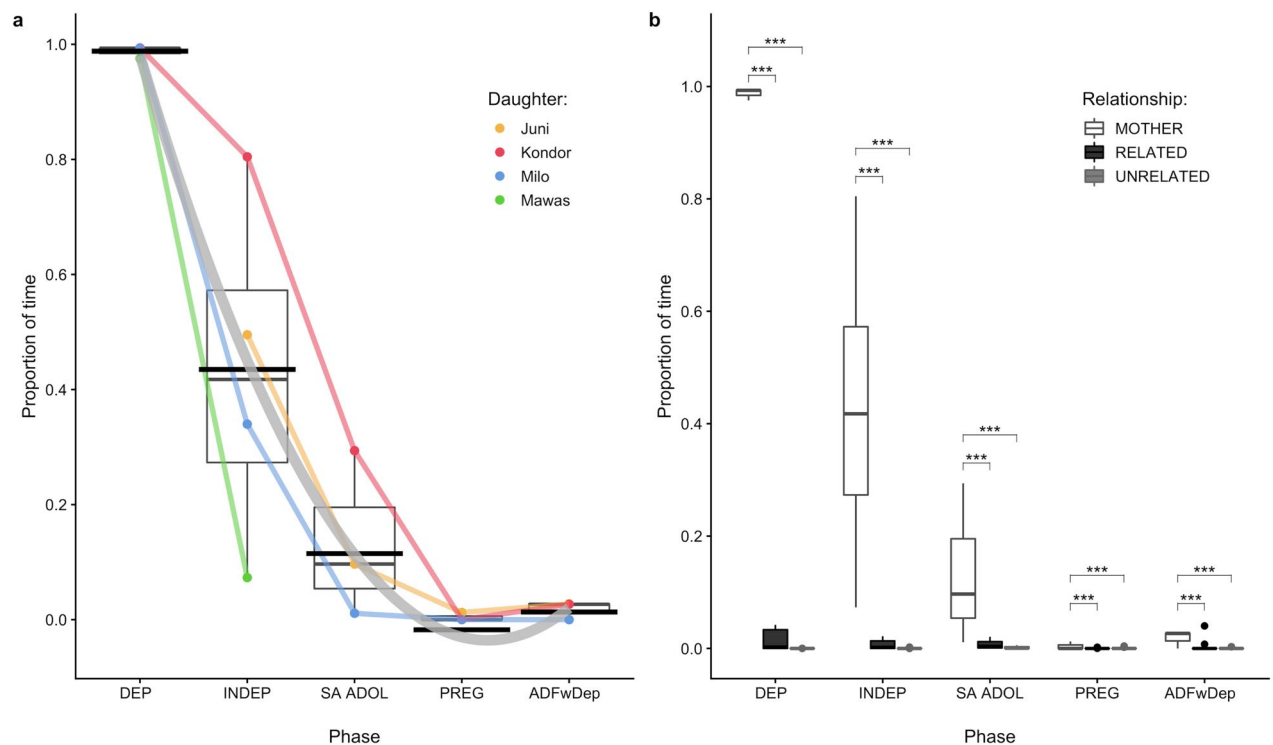 a
Proportion of time
1.0
0.8
0.6
0.4
0.2
0.0
DEP
INDEP
SA ADOL
PREG
ADFwDep
Phase
Daughter:
Juni
Kondor
Milo
Mawas
b
Proportion of time
1.0
0.8
0.6
0.4
0.2
0.0
***
***
***
***
***
***
***
***
***
***
DEP
INDEP
SA ADOL
PREG
ADFwDep
Phase
Relationship:
MOTHER
RELATED
UNRELATED